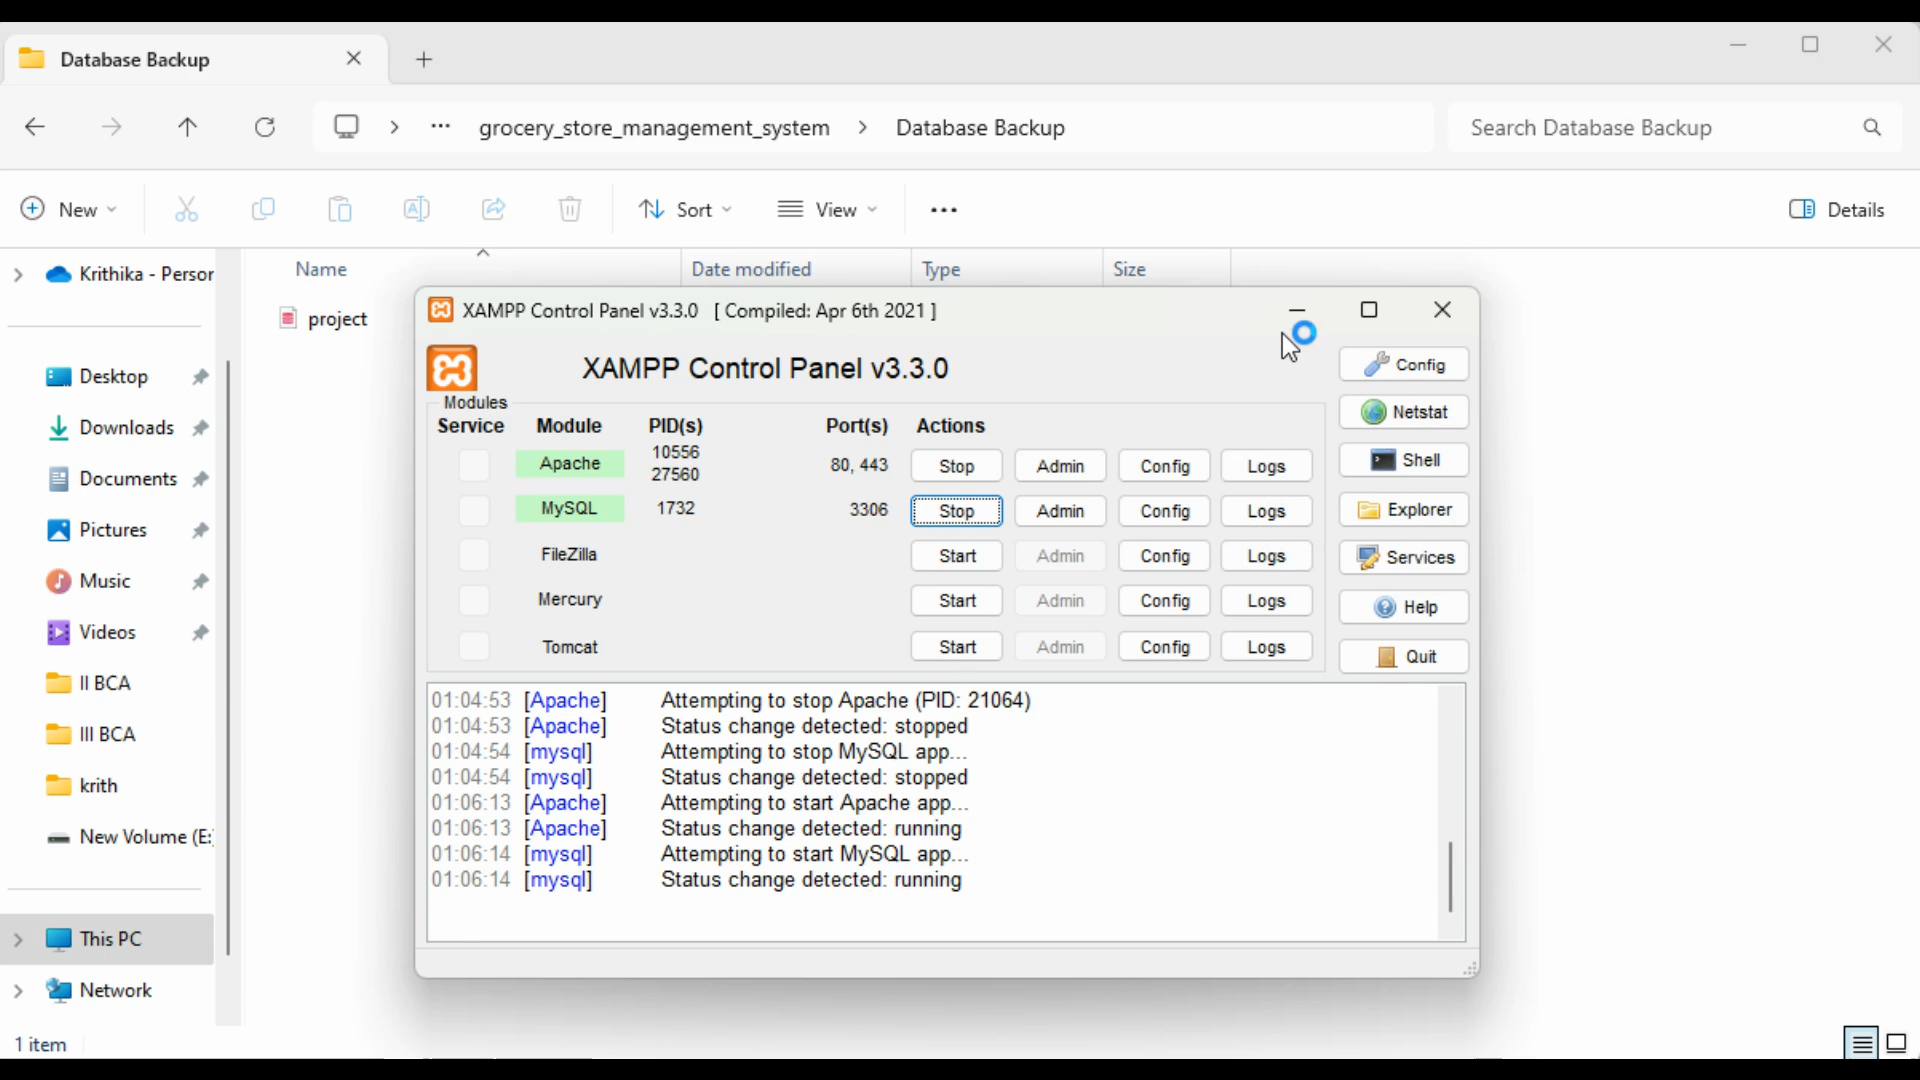 Database Backup
grocery_store_management_system > Database Backup
Search Database Backup
New
Sort
View
Details
Krithika - Person
Desktop
Downloads
Documents
Pictures
Music
Videos
II BCA
III BCA
krith
New Volume (E:)
This PC
Network
Name Date modified Type Size
project
XAMPP Control Panel v3.3.0 [ Compiled: Apr 6th 2021 ]
XAMPP Control Panel v3.3.0
Modules
Service Module PID(s) Port(s) Actions
Apache 10556 27560 80, 443 Stop Admin Config Logs
MySQL 1732 3306 Stop Admin Config Logs
FileZilla Start Admin Config Logs
Mercury Start Admin Config Logs
Tomcat Start Admin Config Logs
Config
Netstat
Shell
Explorer
Services
Help
Quit
01:04:53 [Apache] Attempting to stop Apache (PID: 21064)
01:04:53 [Apache] Status change detected: stopped
01:04:54 [mysql] Attempting to stop MySQL app...
01:04:54 [mysql] Status change detected: stopped
01:06:13 [Apache] Attempting to start Apache app...
01:06:13 [Apache] Status change detected: running
01:06:14 [mysql] Attempting to start MySQL app...
01:06:14 [mysql] Status change detected: running
1 item